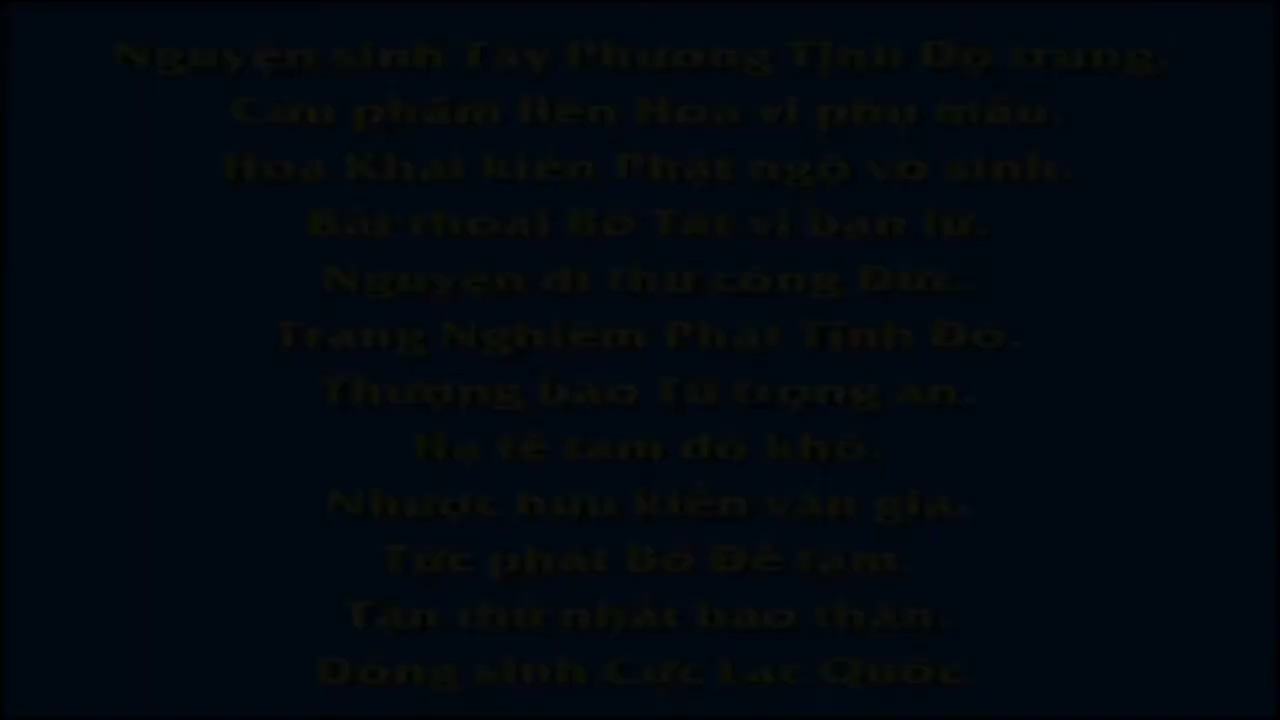 Nguyện sinh Tây Phương Tịnh Độ trung,
Cửu phẩm Liên Hoa vi phụ mẫu.
Hoa Khai kiến Phật ngộ vô sinh,
Bất thoái Bồ Tát vi bạn lữ.
Nguyện dĩ thử công Đức,
Trang Nghiêm Phật Tịnh Độ.
Thượng báo Tứ trọng ân,
Hạ tế tam đồ khổ.
Nhược hữu kiến văn giả,
Tức phát Bồ Đề tâm.
Tận thử nhất báo thân,
Đồng sinh Cực Lạc Quốc.